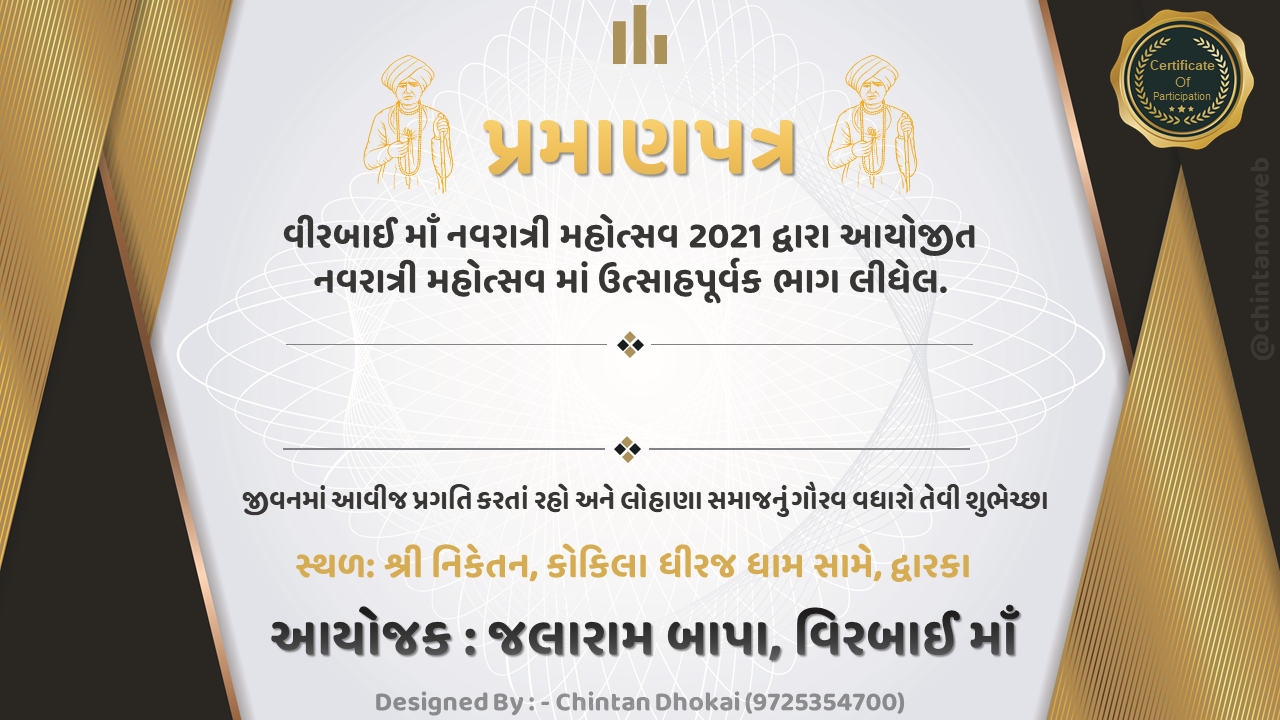 Certificate
Of
Participation
પ્રમાણપત્ર
વીરબાઈ માઁ નવરાત્રી મહોત્સવ 2021 દ્વારા આયોજીત
નવરાત્રી મહોત્સવ માં ઉત્સાહપૂર્વક ભાગ લીધેલ.
જીવનમાં આવીજ પ્રગતિ કરતાં રહો અને લોહાણા સમાજનું ગૌરવ વધારો તેવી શુભેચ્છા
સ્થળ: શ્રી નિકેતન, કોકિલા ધીરજ ધામ સામે, દ્વારકા
આયોજક : જલારામ બાપા, વિરબાઈ માઁ
Designed By : - Chintan Dhokai (9725354700)
@chintanonweb